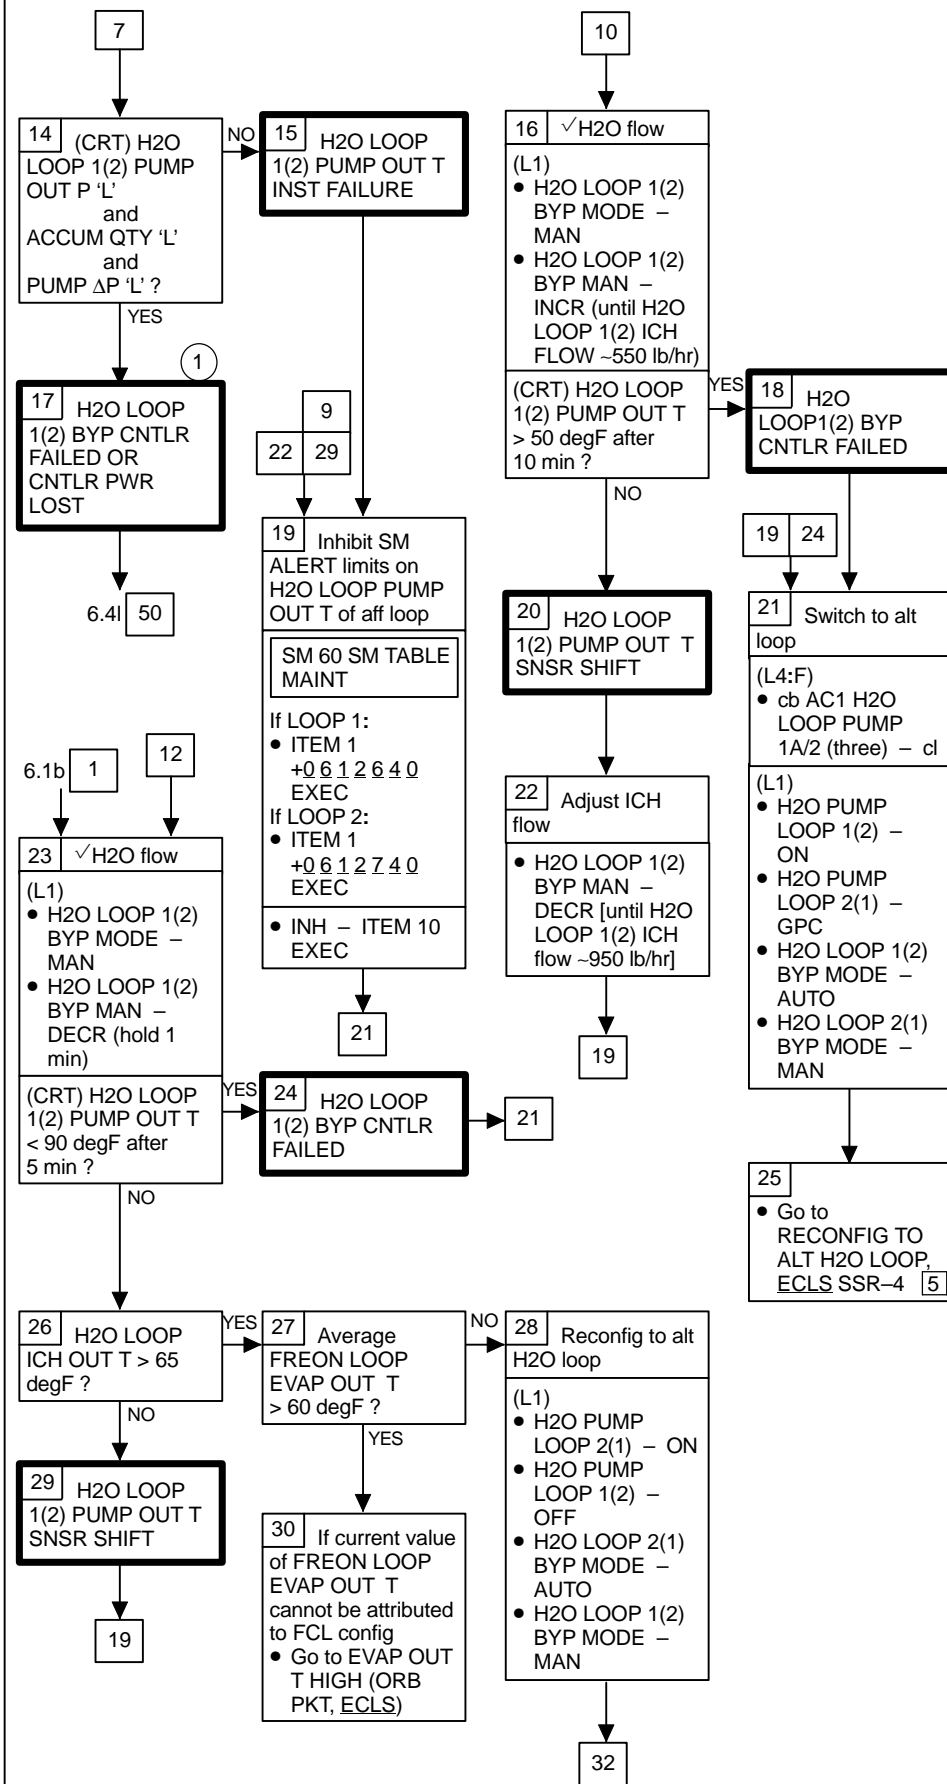 7
14 (CRT) H2O
LOOP 1(2) PUMP
OUT P ‘L’
and
ACCUM QTY ‘L’
and
PUMP ΔP ‘L’ ?
NO
YES
15 H2O LOOP
1(2) PUMP OUT T
INST FAILURE
1
17 H2O LOOP
1(2) BYP CNTLR
FAILED OR
CNTLR PWR
LOST
6.4l 50
9
22 29
19 Inhibit SM
ALERT limits on
H2O LOOP PUMP
OUT T of aff loop
SM 60 SM TABLE
MAINT
If LOOP 1:
• ITEM 1
+0 6 1 2 6 4 0
EXEC
If LOOP 2:
• ITEM 1
+0 6 1 2 7 4 0
EXEC
• INH – ITEM 10
EXEC
21
10
16 √H2O flow
(L1)
• H2O LOOP 1(2)
BYP MODE –
MAN
• H2O LOOP 1(2)
BYP MAN –
INCR (until H2O
LOOP 1(2) ICH
FLOW ~550 lb/hr)
(CRT) H2O LOOP
1(2) PUMP OUT T
> 50 degF after
10 min ?
YES
NO
18 H2O
LOOP1(2) BYP
CNTLR FAILED
20 H2O LOOP
1(2) PUMP OUT T
SNSR SHIFT
22 Adjust ICH
flow
• H2O LOOP 1(2)
BYP MAN –
DECR [until H2O
LOOP 1(2) ICH
flow ~950 lb/hr]
19
19 24
21 Switch to alt
loop
(L4:F)
• cb AC1 H2O
LOOP PUMP
1A/2 (three) – cl
(L1)
• H2O PUMP
LOOP 1(2) –
ON
• H2O PUMP
LOOP 2(1) –
GPC
• H2O LOOP 1(2)
BYP MODE –
AUTO
• H2O LOOP 2(1)
BYP MODE –
MAN
25
• Go to
RECONFIG TO
ALT H2O LOOP,
ECLS SSR–4 5
6.1b 1
12
23 √H2O flow
(L1)
• H2O LOOP 1(2)
BYP MODE –
MAN
• H2O LOOP 1(2)
BYP MAN –
DECR (hold 1
min)
(CRT) H2O LOOP
1(2) PUMP OUT T
< 90 degF after
5 min ?
YES
NO
24 H2O LOOP
1(2) BYP CNTLR
FAILED
21
26 H2O LOOP
ICH OUT T > 65
degF ?
YES
NO
27 Average
FREON LOOP
EVAP OUT T
> 60 degF ?
NO
YES
28 Reconfig to alt
H2O loop
(L1)
• H2O PUMP
LOOP 2(1) – ON
• H2O PUMP
LOOP 1(2) –
OFF
• H2O LOOP 2(1)
BYP MODE –
AUTO
• H2O LOOP 1(2)
BYP MODE –
MAN
32
29 H2O LOOP
1(2) PUMP OUT T
SNSR SHIFT
19
30 If current value
of FREON LOOP
EVAP OUT T
cannot be attributed
to FCL config
• Go to EVAP OUT
T HIGH (ORB
PKT, ECLS)